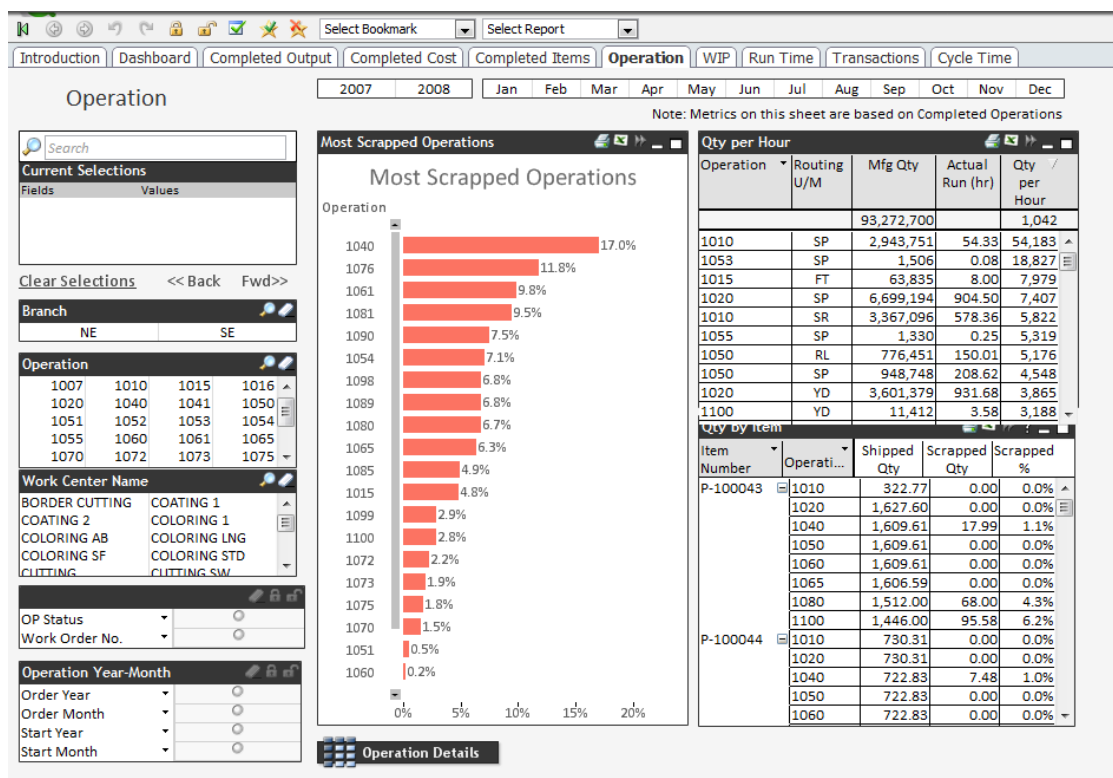 Select Bookmark Select Report
Introduction Dashboard Completed Output Completed Cost Completed Items Operation WIP Run Time Transactions Cycle Time
Operation
2007 2008 Jan Feb Mar Apr May Jun Jul Aug Sep Oct Nov Dec
Note: Metrics on this sheet are based on Completed Operations
Search
Current Selections
Fields Values
Clear Selections << Back Fwd>>
Branch
NE SE
Operation
1007 1010 1015 1016
1020 1040 1041 1050
1051 1052 1053 1054
1055 1060 1061 1065
1070 1072 1073 1075
Work Center Name
BORDER CUTTING COATING 1
COATING 2 COLORING 1
COLORING AB COLORING LNG
COLORING SF COLORING STD
CUTTING CUTTING SW
OP Status
Work Order No.
Operation Year-Month
Order Year
Order Month
Start Year
Start Month
Most Scrapped Operations
Most Scrapped Operations
Operation
1040 17.0%
1076 11.8%
1061 9.8%
1081 9.5%
1090 7.5%
1054 7.1%
1098 6.8%
1089 6.8%
1080 6.7%
1065 6.3%
1085 4.9%
1015 4.8%
1099 2.9%
1100 2.8%
1072 2.2%
1073 1.9%
1075 1.8%
1070 1.5%
1051 0.5%
1060 0.2%
0% 5% 10% 15% 20%
Operation Details
Qty per Hour
Operation Routing Mfg Qty Actual Qty
U/M Run (hr) per
Hour
93,272,700 1,042
1010 SP 2,943,751 54.33 54,183
1053 SP 1,506 0.08 18,827
1015 FT 63,835 8.00 7,979
1020 SP 6,699,194 904.50 7,407
1010 SR 3,367,096 578.36 5,822
1055 SP 1,330 0.25 5,319
1050 RL 776,451 150.01 5,176
1050 SP 948,748 208.62 4,548
1020 YD 3,601,379 931.68 3,865
1100 YD 11,412 3.58 3,188
Qty by Item
Item Operati... Shipped Scrapped Scrapped
Number Qty Qty %
P-100043 1010 322.77 0.00 0.0%
1020 1,627.60 0.00 0.0%
1040 1,609.61 17.99 1.1%
1050 1,609.61 0.00 0.0%
1060 1,609.61 0.00 0.0%
1065 1,606.59 0.00 0.0%
1080 1,512.00 68.00 4.3%
1100 1,446.00 95.58 6.2%
P-100044 1010 730.31 0.00 0.0%
1020 730.31 0.00 0.0%
1040 722.83 7.48 1.0%
1050 722.83 0.00 0.0%
1060 722.83 0.00 0.0%